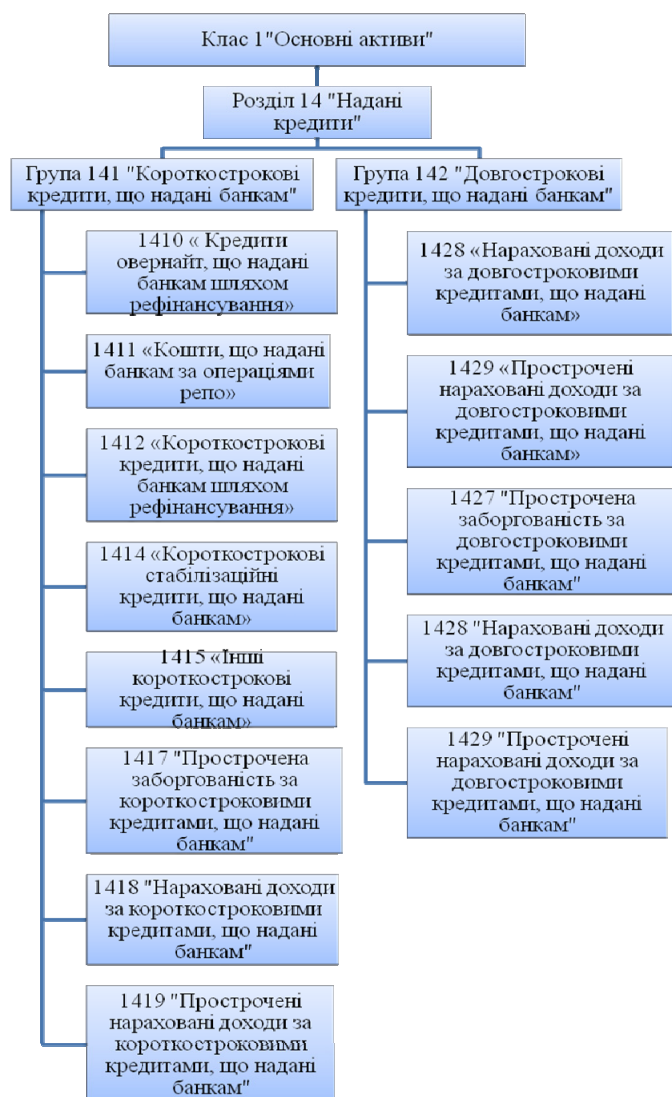 Клас 1"Основні активи"
Розділ 14 "Надані
кредити"
Група 141 "Короткострокові
кредити, що надані банкам"
1410 « Кредити
овернайт, що надані
банкам шляхом
рефінансування»
1411 «Кошти, що надані
банкам за операціями
репо»
1412 «Короткострокові
кредити, що надані
банкам шляхом
рефінансування»
1414 «Короткострокові
стабілізаційні
кредити, що надані
банкам»
1415 «Інші
короткострокові
кредити, що надані
банкам»
1417 "Прострочена
заборгованість за
короткостроковими
кредитами, що надані
банкам"
1418 "Нараховані доходи
за короткостроковими
кредитами, що надані
банкам"
1419 "Прострочені
нараховані доходи за
короткостроковими
кредитами, що надані
банкам"
Група 142 "Довгострокові
кредити, що надані банкам"
1428 «Нараховані доходи
за довгостроковими
кредитами, що надані
банкам»
1429 «Прострочені
нараховані доходи за
довгостроковими
кредитами, що надані
банкам»
1427 "Прострочена
заборгованість за
довгостроковими
кредитами, що надані
банкам"
1428 "Нараховані доходи
за довгостроковими
кредитами, що надані
банкам"
1429 "Прострочені
нараховані доходи за
довгостроковими
кредитами, що надані
банкам"